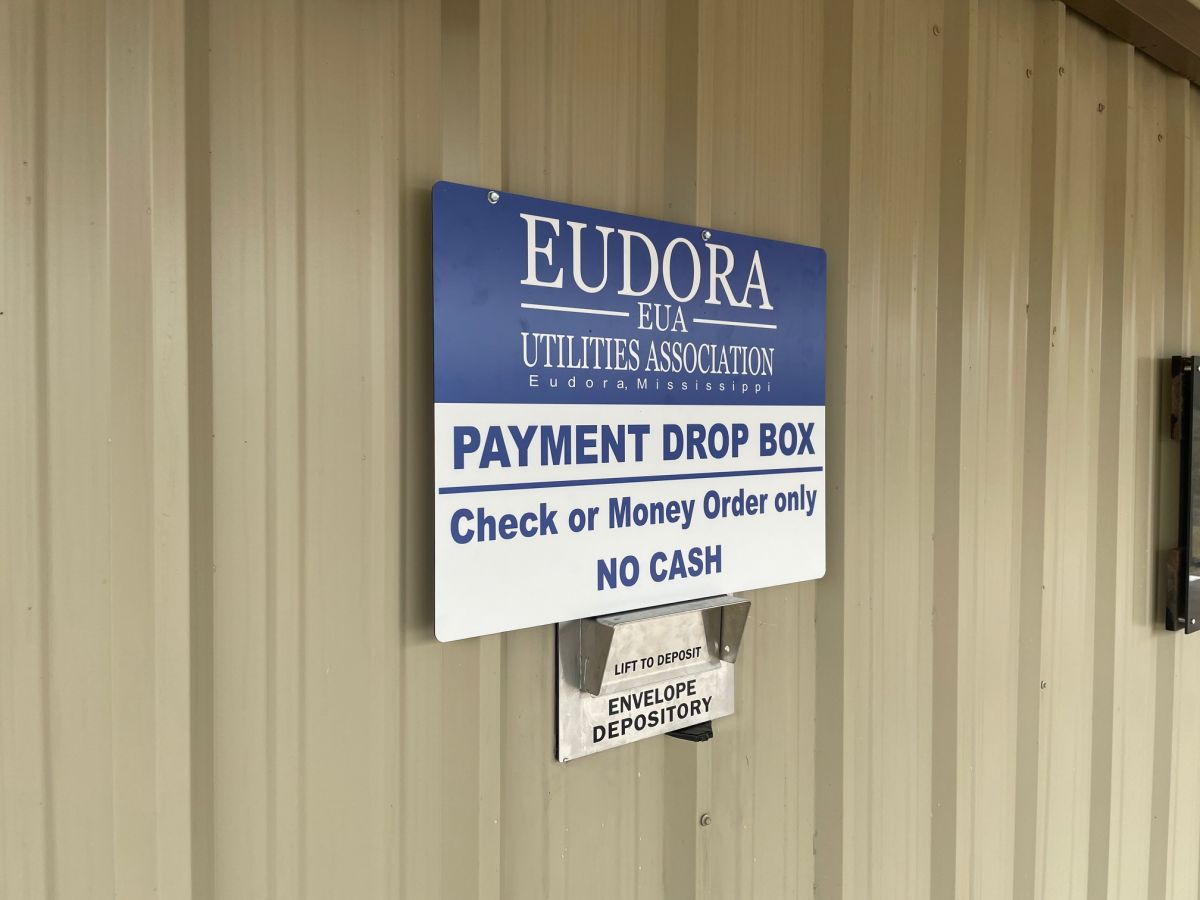 EUDORA
EUA
UTILITIES ASSOCIATION
Eudora, Mississippi
PAYMENT DROP BOX
Check or Money Order only
NO CASH
LIFT TO DEPOSIT
ENVELOPE
DEPOSITORY